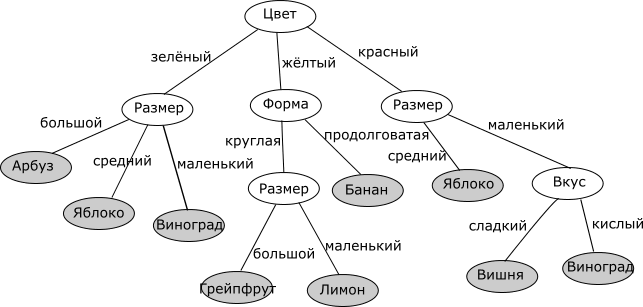 Цвет
зелёный
жёлтый
красный
Размер
Форма
Размер
большой
средний
маленький
круглая
продолговатая
средний
маленький
Арбуз
Яблоко
Виноград
Размер
Банан
Яблоко
Вкус
большой
маленький
сладкий
кислый
Грейпфрут
Лимон
Вишня
Виноград